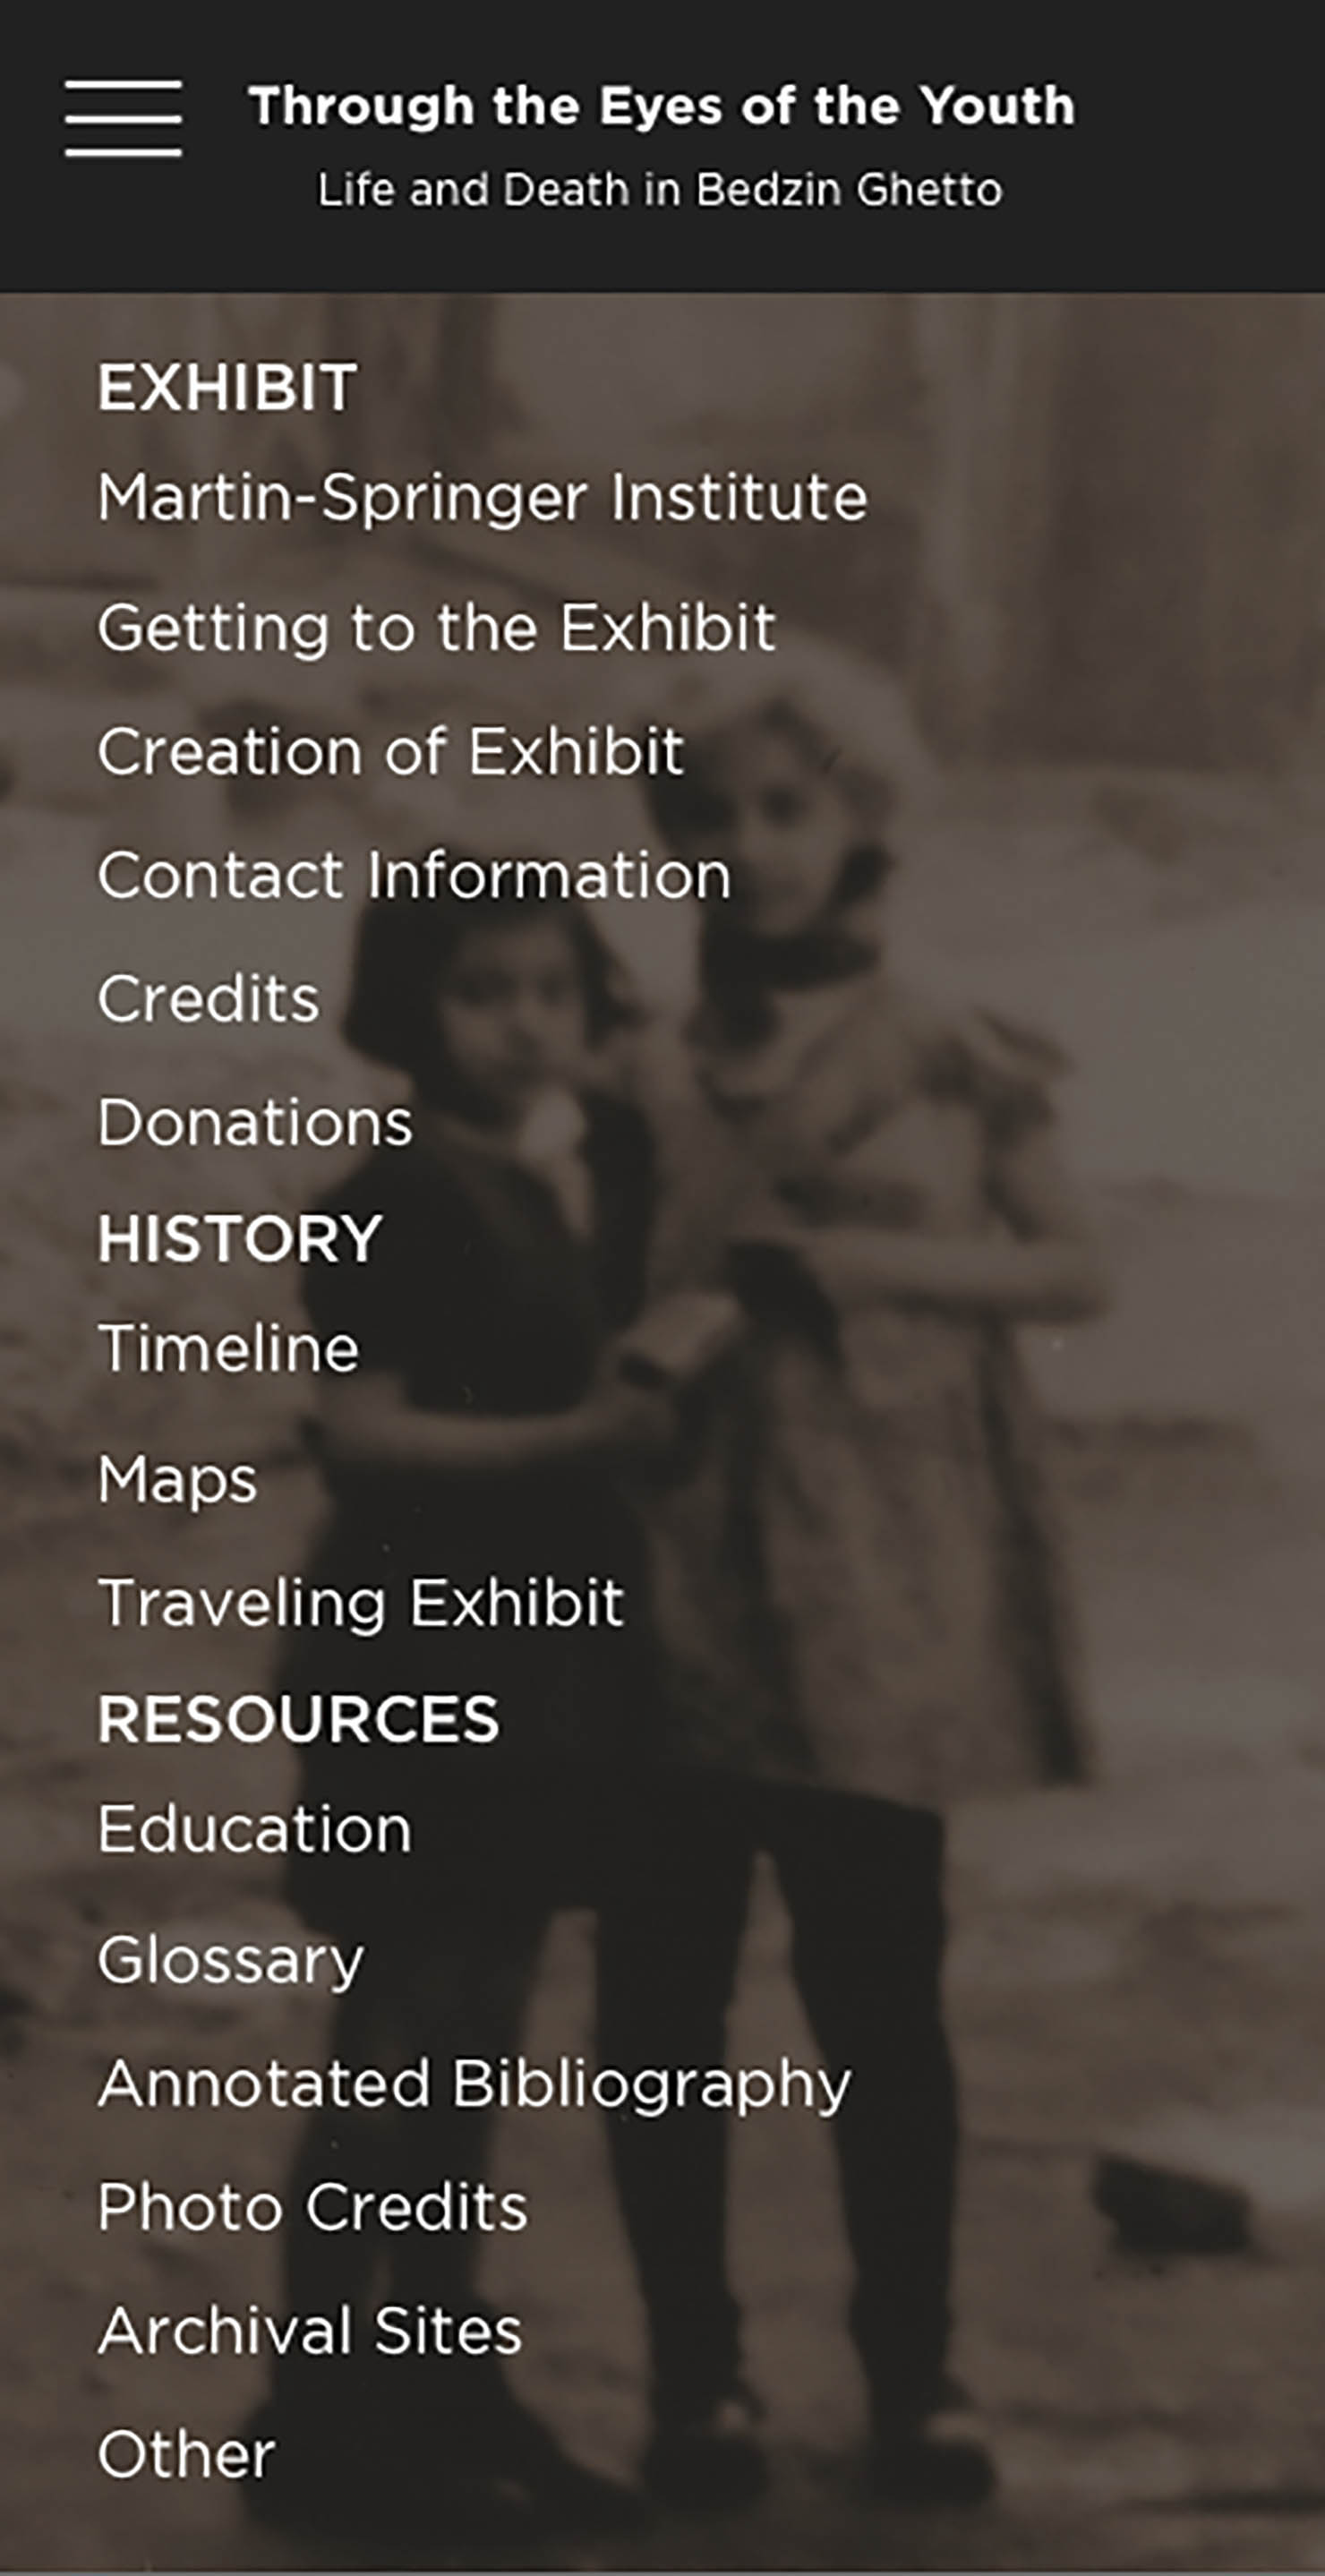 Through the Eyes of the Youth
Life and Death in Bedzin Ghetto
EXHIBIT
Martin-Springer Institute
Getting to the Exhibit
Creation of Exhibit
Contact Information
Credits
Donations
HISTORY
Timeline
Maps
Traveling Exhibit
RESOURCES
Education
Glossary
Annotated Bibliography
Photo Credits
Archival Sites
Other